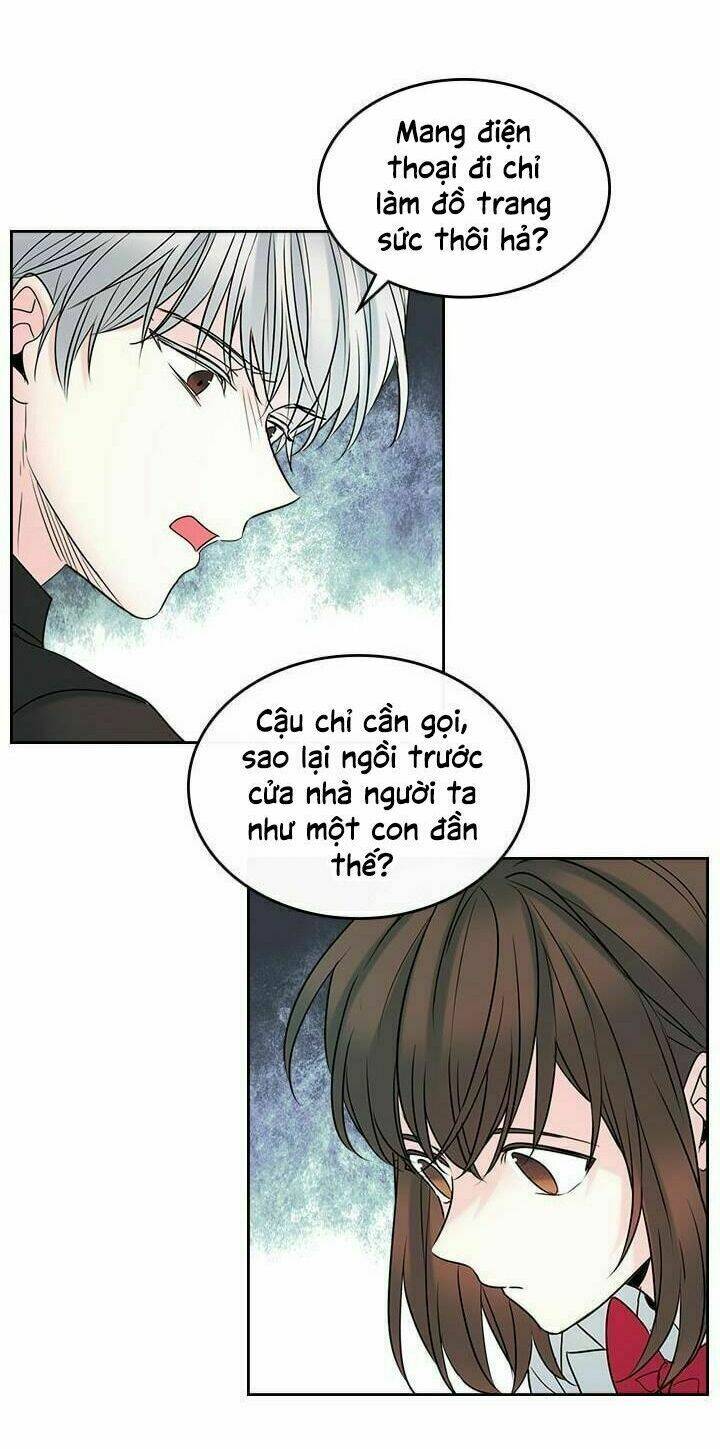 Mang điện
thoại đi chỉ
làm đồ trang
sức thôi hả?
Cậu chỉ cần gọi,
sao lại ngồi trước
cửa nhà người ta
như một con đần
thế?